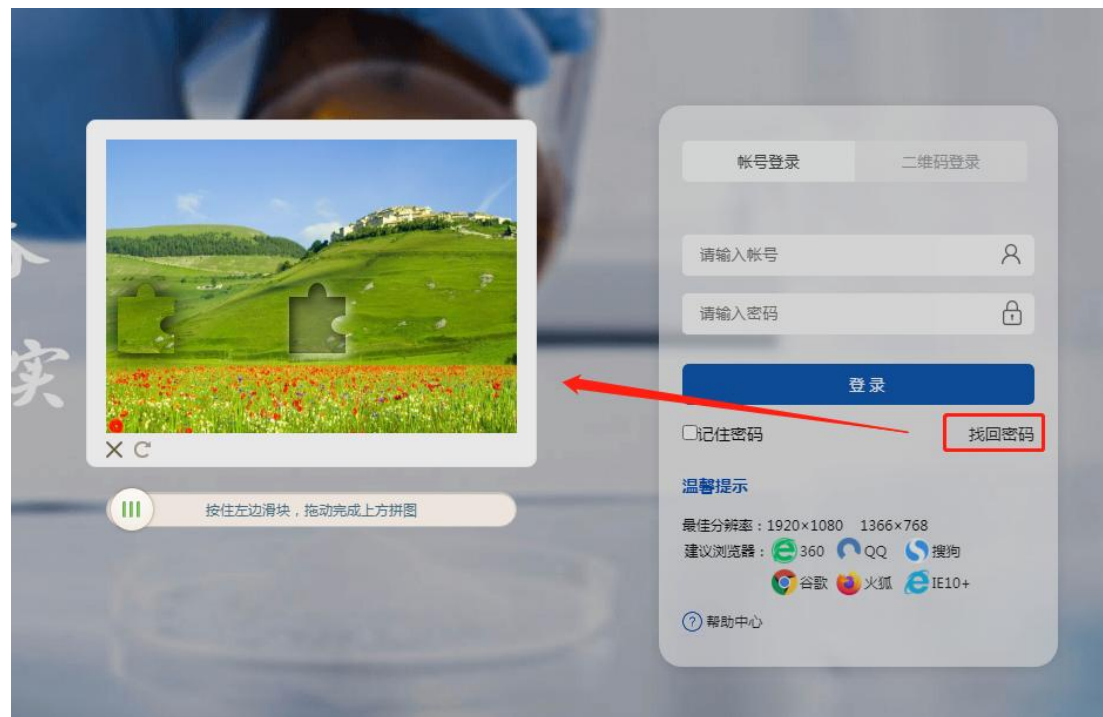 实
按住左边滑块，拖动完成上方拼图
帐号登录
二维码登录
请输入帐号
请输入密码
登录
记住密码
找回密码
温馨提示
最佳分辨率：1920×1080 1366×768
建议浏览器：360 QQ 搜狗
谷歌 火狐 IE10+
? 帮助中心